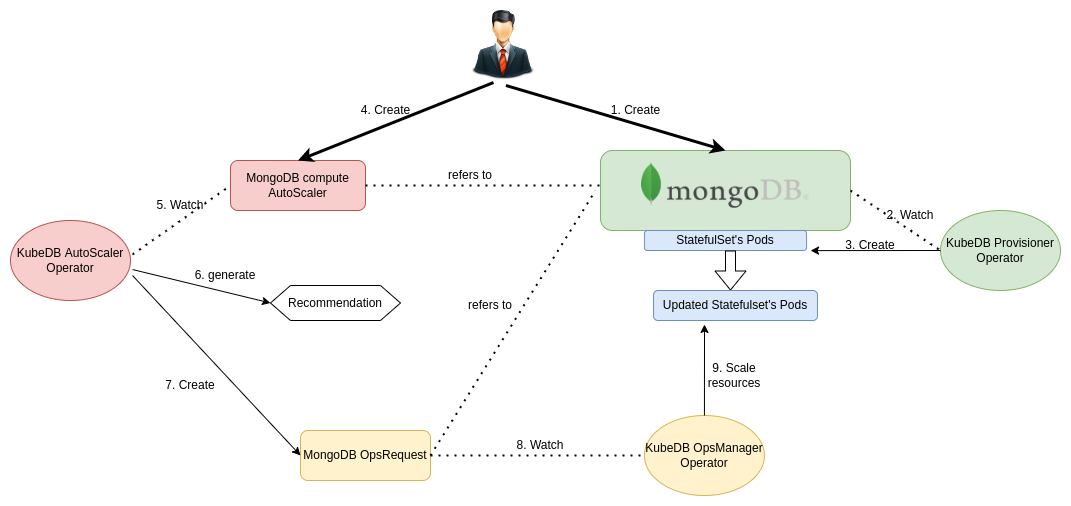 4. Create
1. Create
MongoDB compute
AutoScaler
refers to
mongoDB
5. Watch
2. Watch
KubeDB AutoScaler
Operator
StatefulSet's Pods
KubeDB Provisioner
Operator
3. Create
6. generate
Recommendation
refers to
Updated Statefulset's Pods
7. Create
9. Scale
resources
MongoDB OpsRequest
8. Watch
KubeDB OpsManager
Operator